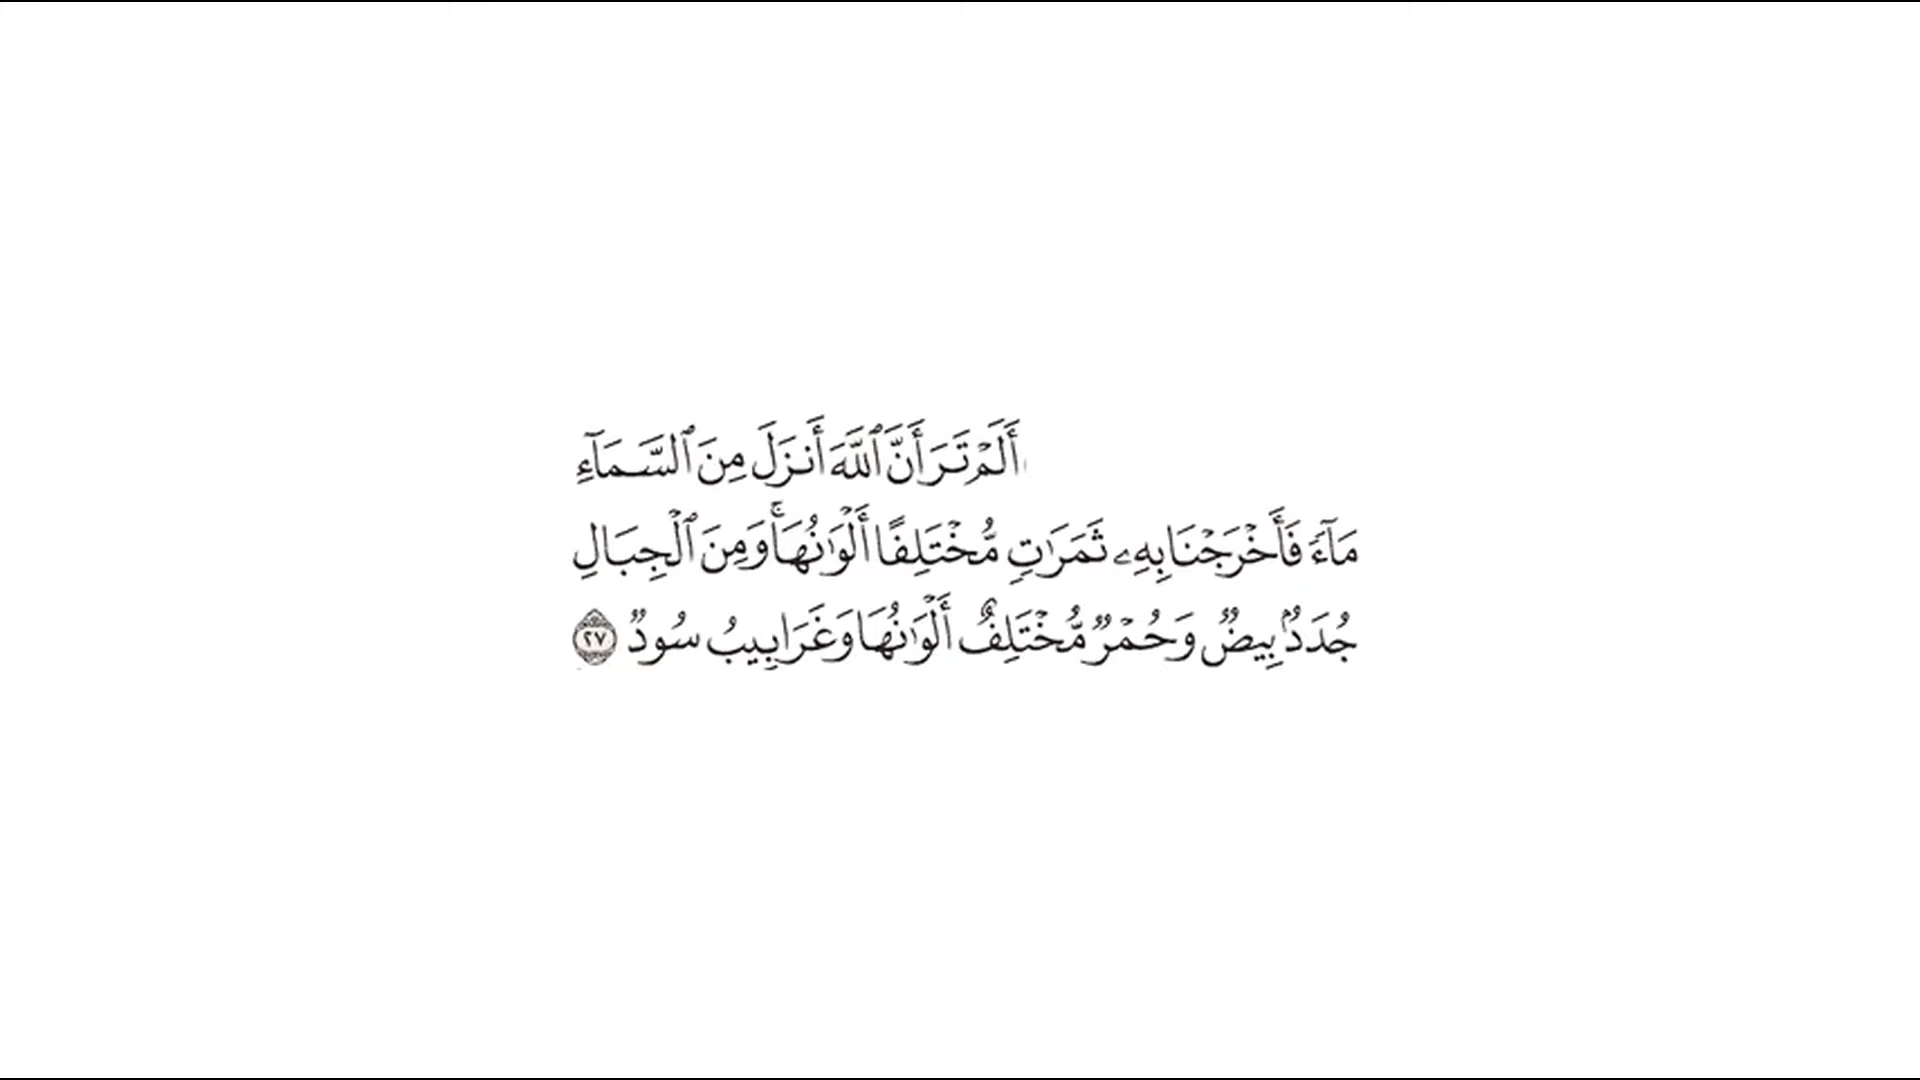 أَلَمْ تَرَ أَنَّ ٱللَّهَ أَنزَلَ مِنَ ٱلسَّمَآءِ
مَآءً فَأَخْرَجْنَا بِهِۦ ثَمَرَٰتٍ مُّخْتَلِفًا أَلْوَٰنُهَاۚ وَمِنَ ٱلْجِبَالِ
جُدَدٌۢ بِيضٌ وَحُمْرٌ مُّخْتَلِفٌ أَلْوَٰنُهَا وَغَرَابِيبُ سُودٌ ٢٧